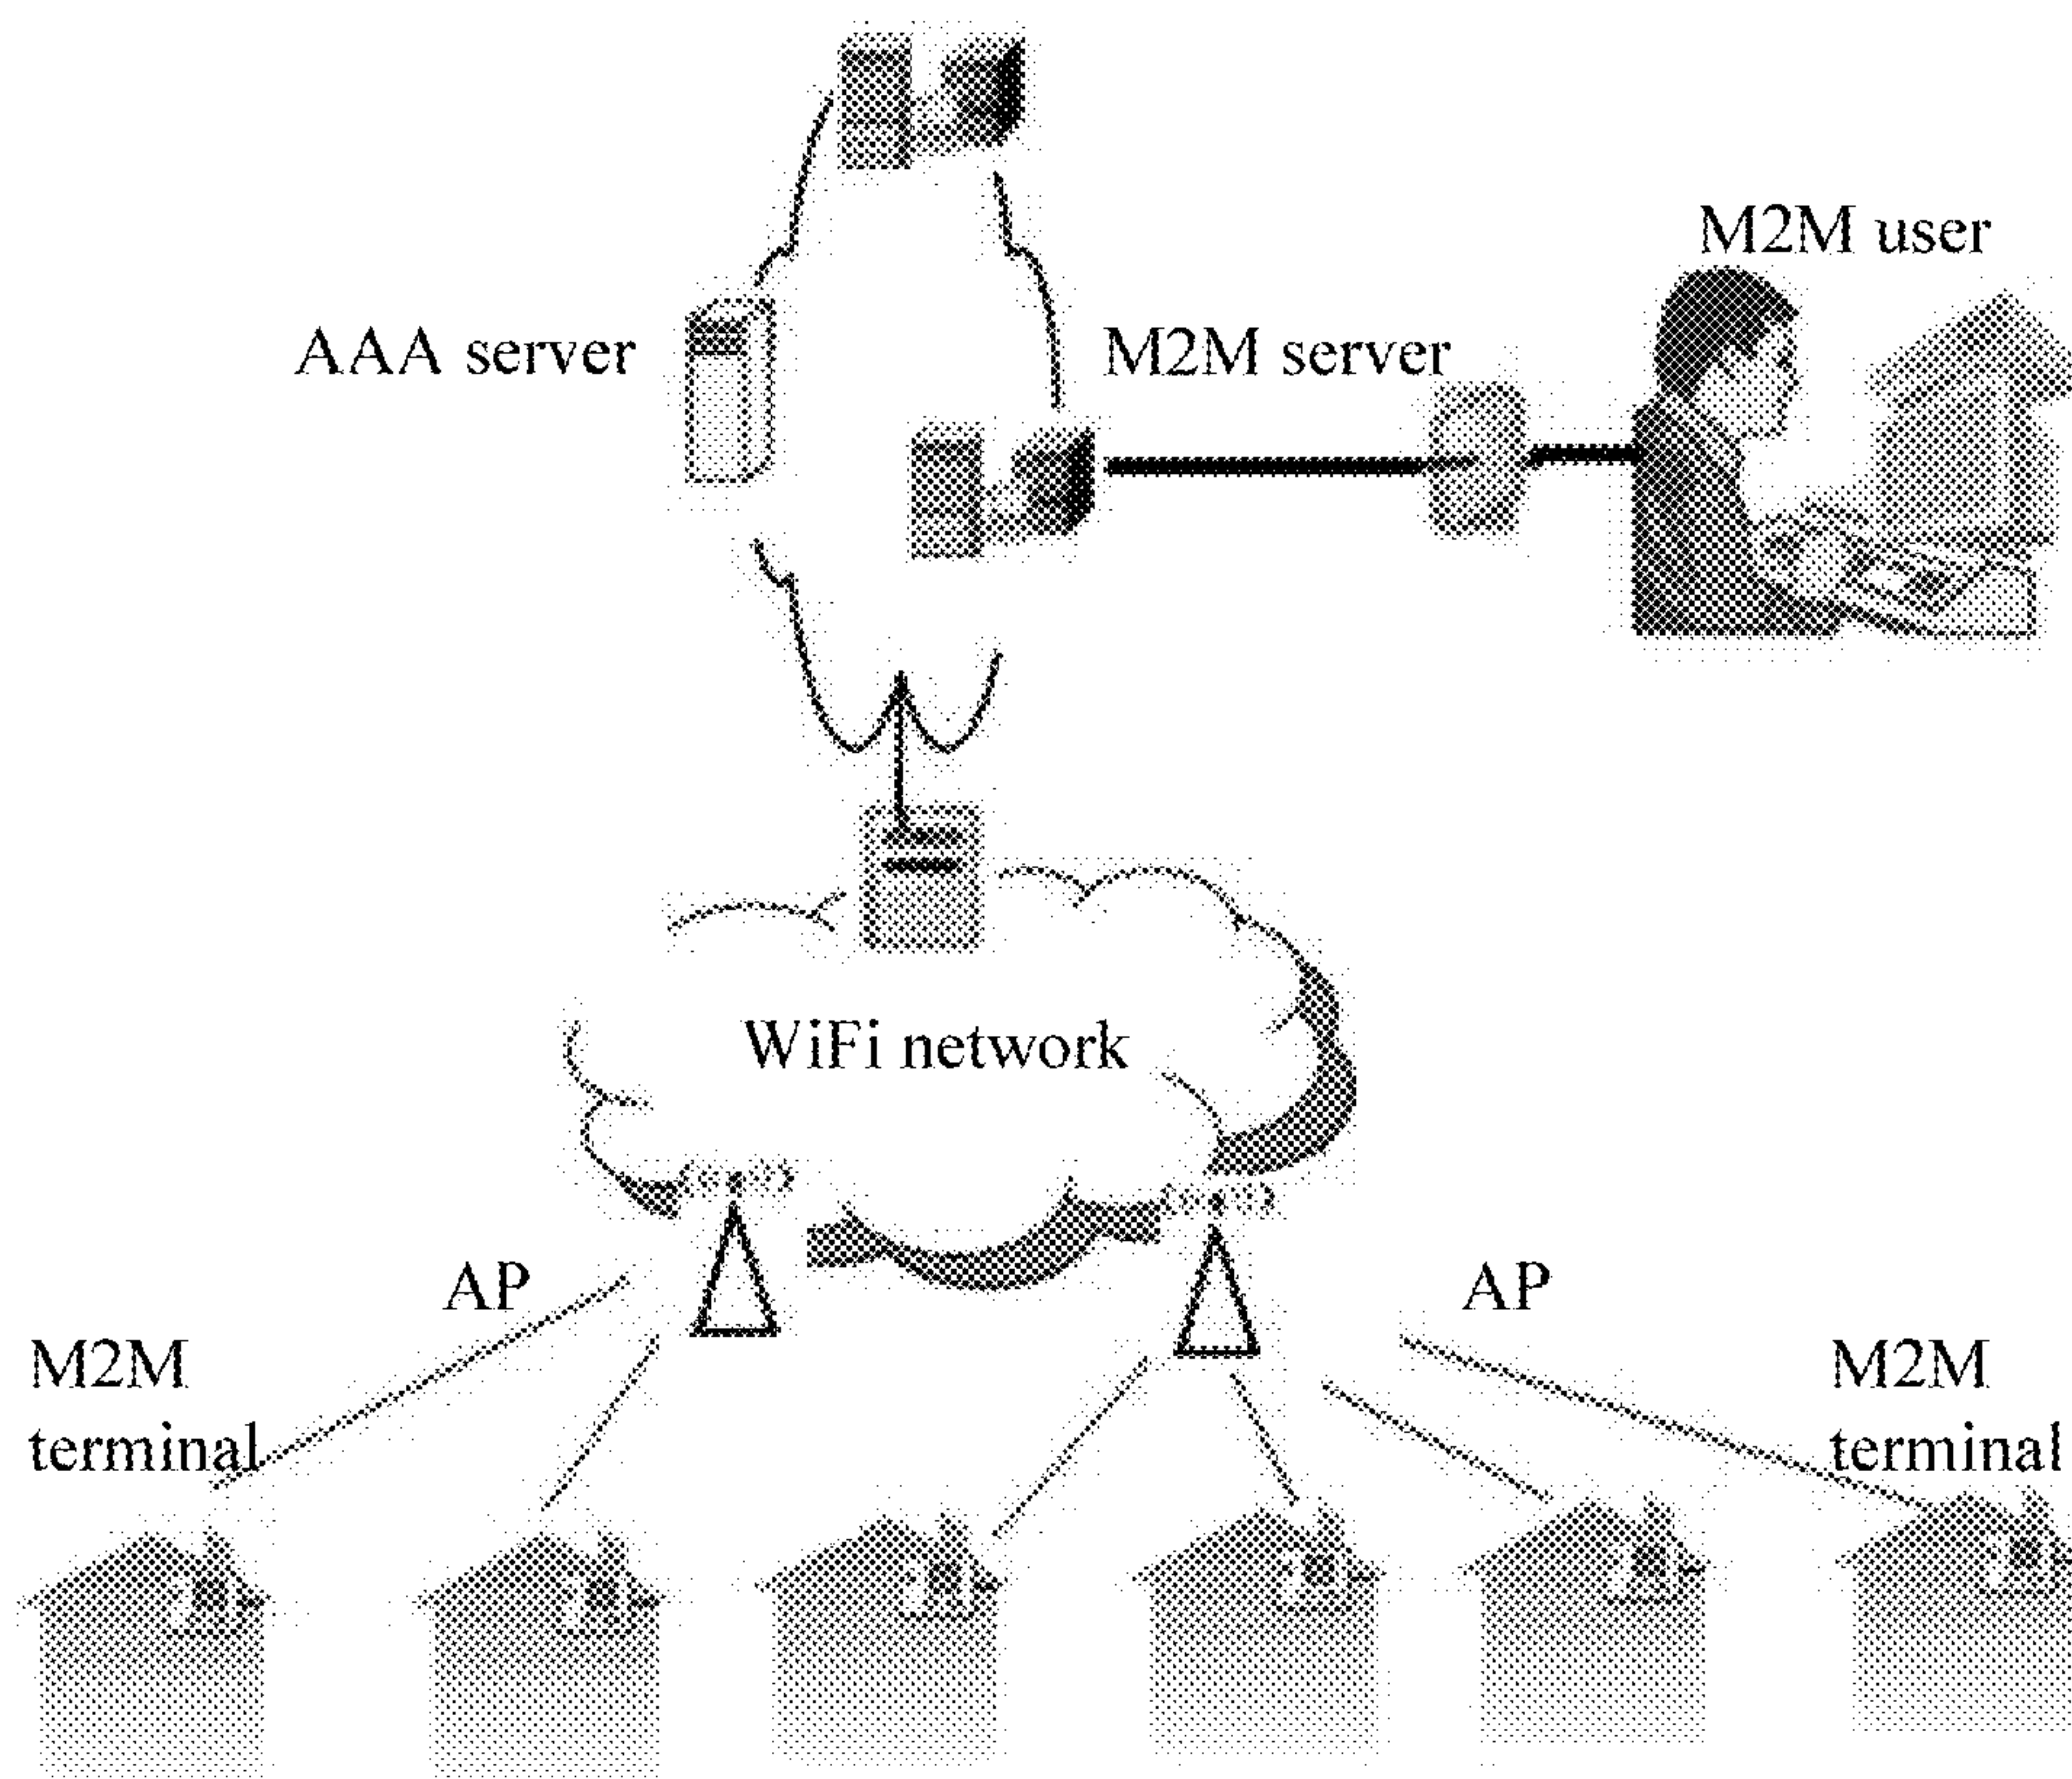 M2M user
AAA server
M2M server
WiFi network
AP
AP
M2M
terminal
M2M
terminal